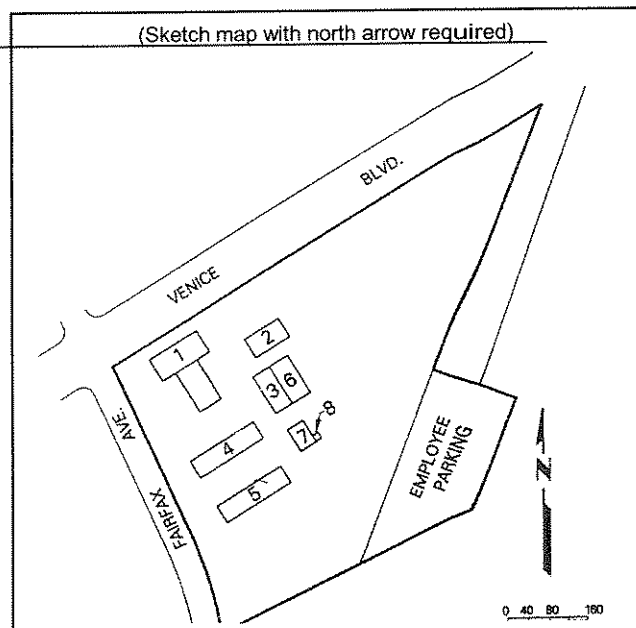 (Sketch map with north arrow required)
BLVD.
VENICE
1
2
3
6
8
7
4
5
AVE.
FAIRFAX
EMPLOYEE
PARKING
N
0 40 80 160